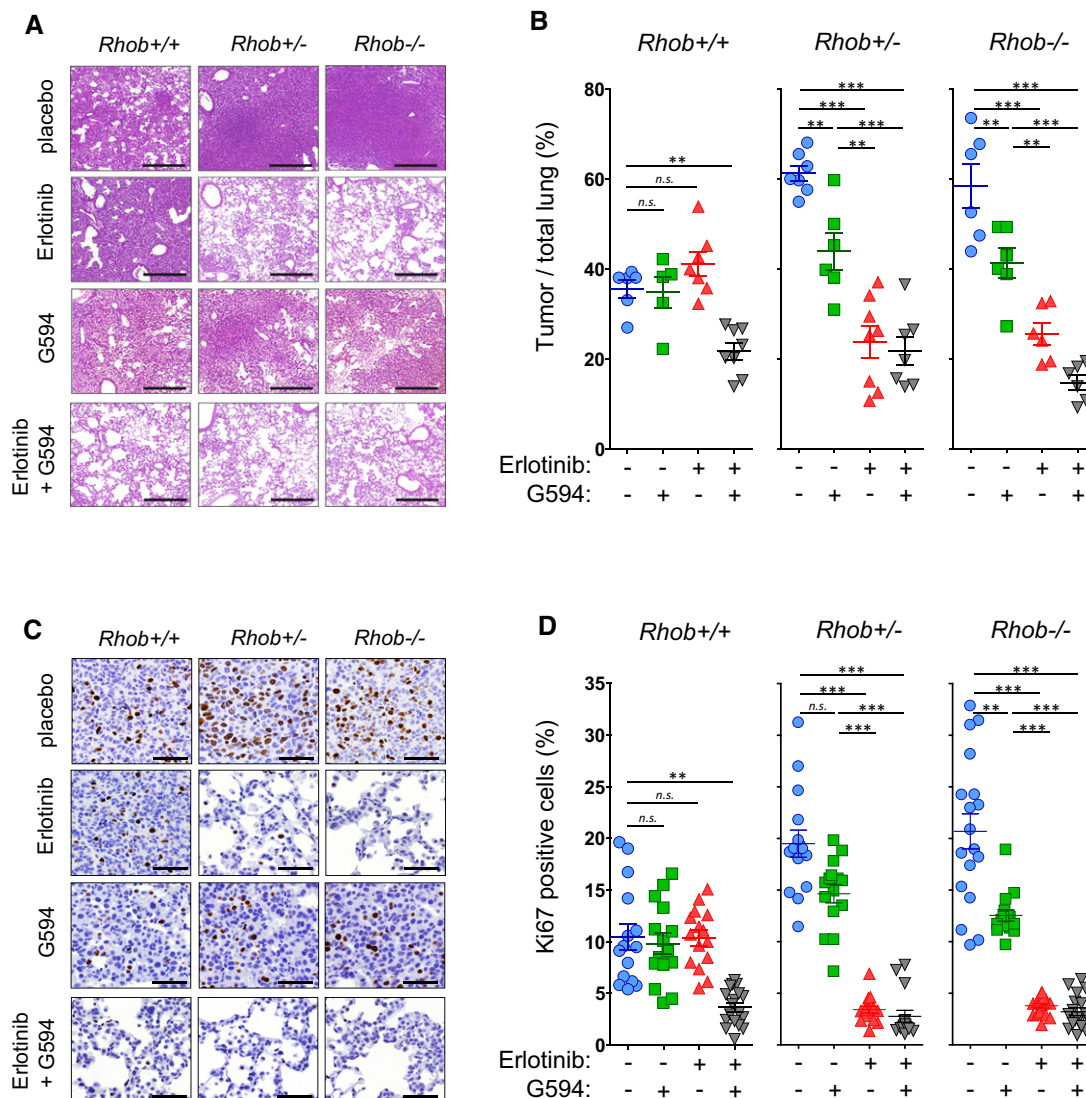 A
Rhob+/+ Rhob+/- Rhob-/-
placebo
Erlotinib
G594
Erlotinib
+ G594
B
Rhob+/+ Rhob+/- Rhob-/-
Tumor / total lung (%)
80
60
40
20
0
** 
n.s.
n.s.
***
***
** ***
**
***
***
** ***
**
Erlotinib: - - + + - - + + - - + +
G594: - + - + - + - + - + - +
C
Rhob+/+ Rhob+/- Rhob-/-
placebo
Erlotinib
G594
Erlotinib
+ G594
D
Rhob+/+ Rhob+/- Rhob-/-
Ki67 positive cells (%)
35
30
25
20
15
10
5
0
**
n.s.
n.s.
***
***
n.s. ***
***
***
***
** ***
***
Erlotinib: - - + + - - + + - - + +
G594: - + - + - + - + - + - +